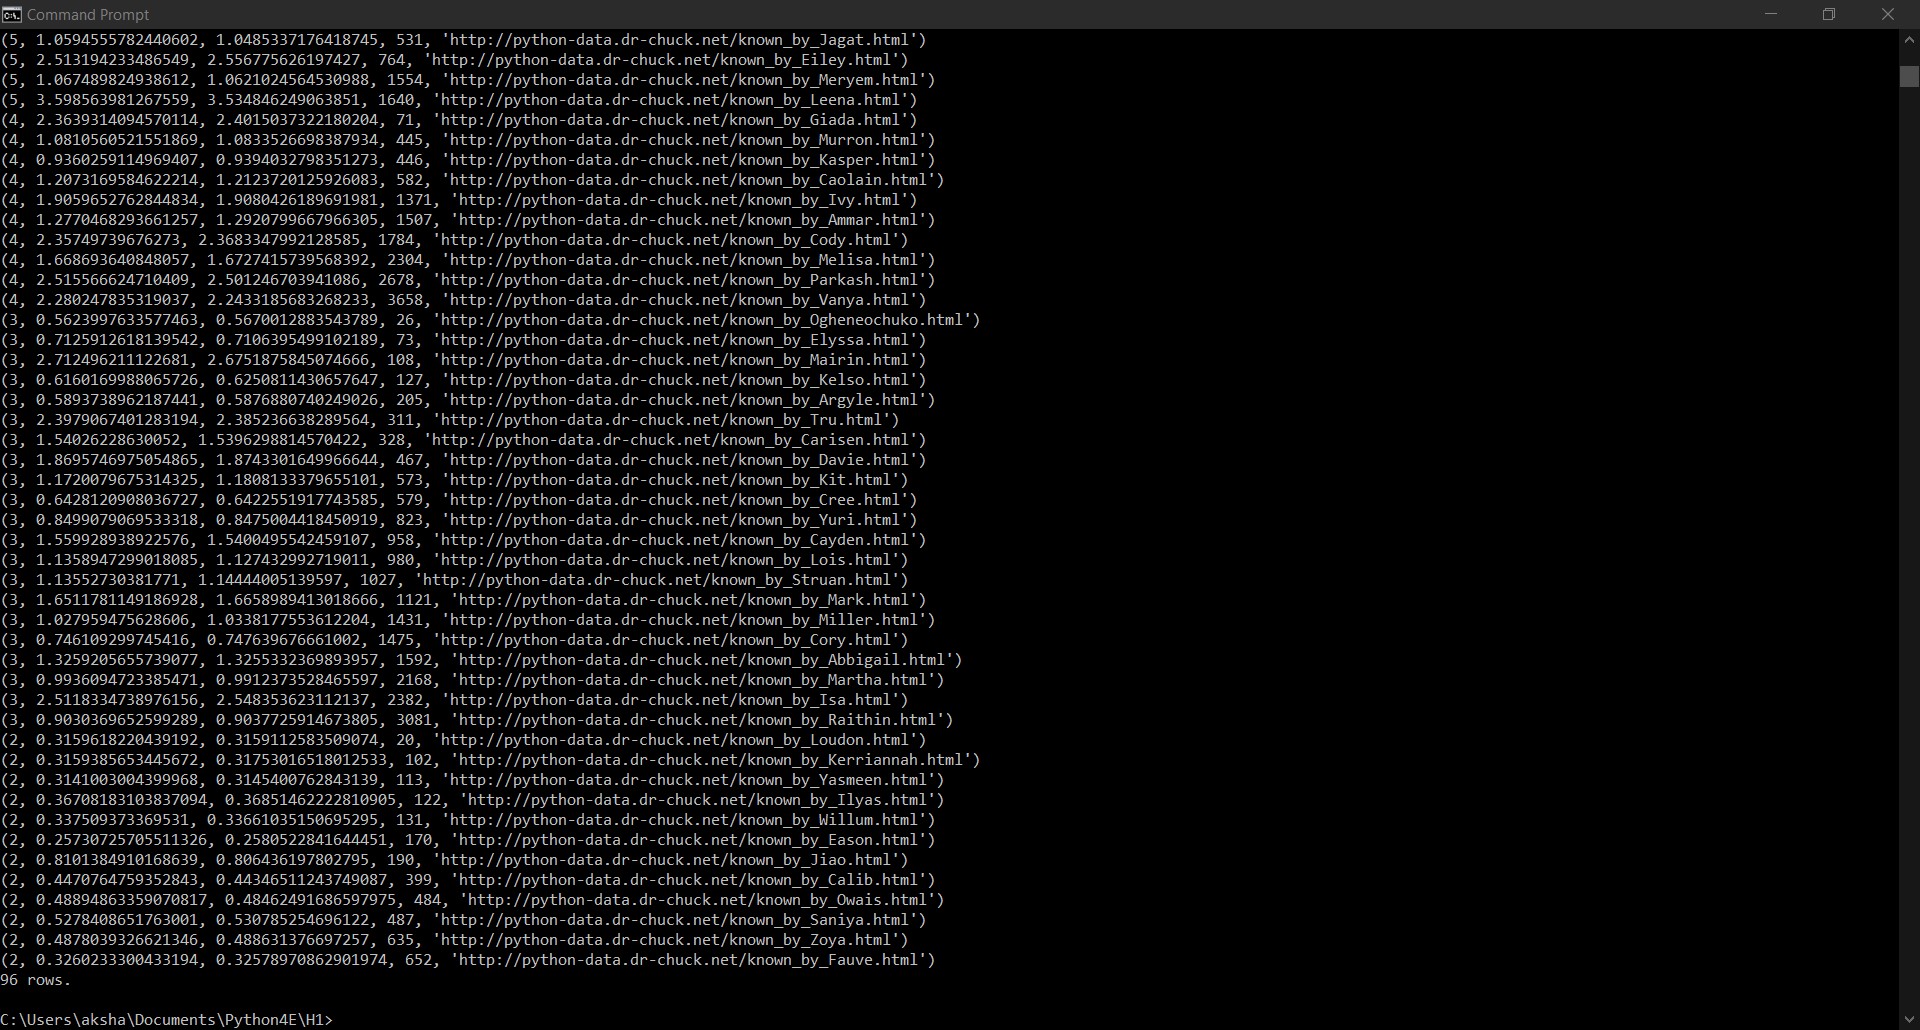 Command Prompt
(5, 1.0594555782440602, 1.0485337176418745, 531, 'http://python-data.dr-chuck.net/known_by_Jagat.html')
(5, 2.513194233486549, 2.556775626197427, 764, 'http://python-data.dr-chuck.net/known_by_Eiley.html')
(5, 1.067489824938612, 1.0621024564530988, 1554, 'http://python-data.dr-chuck.net/known_by_Meryem.html')
(5, 3.598563981267559, 3.534846249063851, 1640, 'http://python-data.dr-chuck.net/known_by_Leena.html')
(4, 2.3639314094570114, 2.4015037322180204, 71, 'http://python-data.dr-chuck.net/known_by_Giada.html')
(4, 1.0810560521551869, 1.0833526698387934, 445, 'http://python-data.dr-chuck.net/known_by_Murron.html')
(4, 0.9360259114969407, 0.9394032798351273, 446, 'http://python-data.dr-chuck.net/known_by_Kasper.html')
(4, 1.2073169584622214, 1.2123720125926083, 582, 'http://python-data.dr-chuck.net/known_by_Caolain.html')
(4, 1.9059652762844834, 1.9080426189691981, 1371, 'http://python-data.dr-chuck.net/known_by_Ivy.html')
(4, 1.2770468293661257, 1.2920799667966305, 1507, 'http://python-data.dr-chuck.net/known_by_Ammar.html')
(4, 2.35749739676273, 2.3683347992128585, 1784, 'http://python-data.dr-chuck.net/known_by_Cody.html')
(4, 1.668693640848057, 1.6727415739568392, 2304, 'http://python-data.dr-chuck.net/known_by_Melisa.html')
(4, 2.515566624710409, 2.501246703941086, 2678, 'http://python-data.dr-chuck.net/known_by_Parkash.html')
(4, 2.280247835319037, 2.2433185683268233, 3658, 'http://python-data.dr-chuck.net/known_by_Vanya.html')
(3, 0.5623997633577463, 0.5670012883543789, 26, 'http://python-data.dr-chuck.net/known_by_Ogheneochuko.html')
(3, 0.7125912618139542, 0.7106395499102189, 73, 'http://python-data.dr-chuck.net/known_by_Elyssa.html')
(3, 2.712496211122681, 2.6751875845074666, 108, 'http://python-data.dr-chuck.net/known_by_Mairin.html')
(3, 0.6160169988065726, 0.6250811430657647, 127, 'http://python-data.dr-chuck.net/known_by_Kelso.html')
(3, 0.5893738962187441, 0.5876880740249026, 205, 'http://python-data.dr-chuck.net/known_by_Argyle.html')
(3, 2.3979067401283194, 2.385236638289564, 311, 'http://python-data.dr-chuck.net/known_by_Tru.html')
(3, 1.54026228630052, 1.5396298814570422, 328, 'http://python-data.dr-chuck.net/known_by_Carisen.html')
(3, 1.8695746975054865, 1.8743301649966644, 467, 'http://python-data.dr-chuck.net/known_by_Davie.html')
(3, 1.1720079675314325, 1.1808133379655101, 573, 'http://python-data.dr-chuck.net/known_by_Kit.html')
(3, 0.6428120908036727, 0.6422551917743585, 579, 'http://python-data.dr-chuck.net/known_by_Cree.html')
(3, 0.8499079069533318, 0.8475004418450919, 823, 'http://python-data.dr-chuck.net/known_by_Yuri.html')
(3, 1.559928938922576, 1.5400495542459107, 958, 'http://python-data.dr-chuck.net/known_by_Cayden.html')
(3, 1.1358947299018085, 1.127432992719011, 980, 'http://python-data.dr-chuck.net/known_by_Lois.html')
(3, 1.13552730381771, 1.14444005139597, 1027, 'http://python-data.dr-chuck.net/known_by_Struan.html')
(3, 1.6511781149186928, 1.6658989413018666, 1121, 'http://python-data.dr-chuck.net/known_by_Mark.html')
(3, 1.027959475628606, 1.0338177553612204, 1431, 'http://python-data.dr-chuck.net/known_by_Miller.html')
(3, 0.746109299745416, 0.747639676661002, 1475, 'http://python-data.dr-chuck.net/known_by_Cory.html')
(3, 1.3259205655739077, 1.3255332369893957, 1592, 'http://python-data.dr-chuck.net/known_by_Abbigail.html')
(3, 0.9936094723385471, 0.9912373528465597, 2168, 'http://python-data.dr-chuck.net/known_by_Martha.html')
(3, 2.5118334738976156, 2.548353623112137, 2382, 'http://python-data.dr-chuck.net/known_by_Isa.html')
(3, 0.9030369652599289, 0.9037725914673805, 3081, 'http://python-data.dr-chuck.net/known_by_Raithin.html')
(2, 0.3159618220439192, 0.3159112583509074, 20, 'http://python-data.dr-chuck.net/known_by_Loudon.html')
(2, 0.3159385653445672, 0.31753016518012533, 102, 'http://python-data.dr-chuck.net/known_by_Kerriannah.html')
(2, 0.3141003004399968, 0.3145400762843139, 113, 'http://python-data.dr-chuck.net/known_by_Yasmeen.html')
(2, 0.36708183103837094, 0.36851462222810905, 122, 'http://python-data.dr-chuck.net/known_by_Ilyas.html')
(2, 0.337509373369531, 0.33661035150695295, 131, 'http://python-data.dr-chuck.net/known_by_Willum.html')
(2, 0.25730725705511326, 0.2580522841644451, 170, 'http://python-data.dr-chuck.net/known_by_Eason.html')
(2, 0.8101384910168639, 0.806436197802795, 190, 'http://python-data.dr-chuck.net/known_by_Jiao.html')
(2, 0.4470764759352843, 0.44346511243749087, 399, 'http://python-data.dr-chuck.net/known_by_Calib.html')
(2, 0.48894863359070817, 0.48462491686597975, 484, 'http://python-data.dr-chuck.net/known_by_Owais.html')
(2, 0.5278408651763001, 0.530785254696122, 487, 'http://python-data.dr-chuck.net/known_by_Saniya.html')
(2, 0.4878039326621346, 0.488631376697257, 635, 'http://python-data.dr-chuck.net/known_by_Zoya.html')
(2, 0.3260233300433194, 0.32578970862901974, 652, 'http://python-data.dr-chuck.net/known_by_Fauve.html')
96 rows.
C:\Users\aksha\Documents\Python4E\H1>